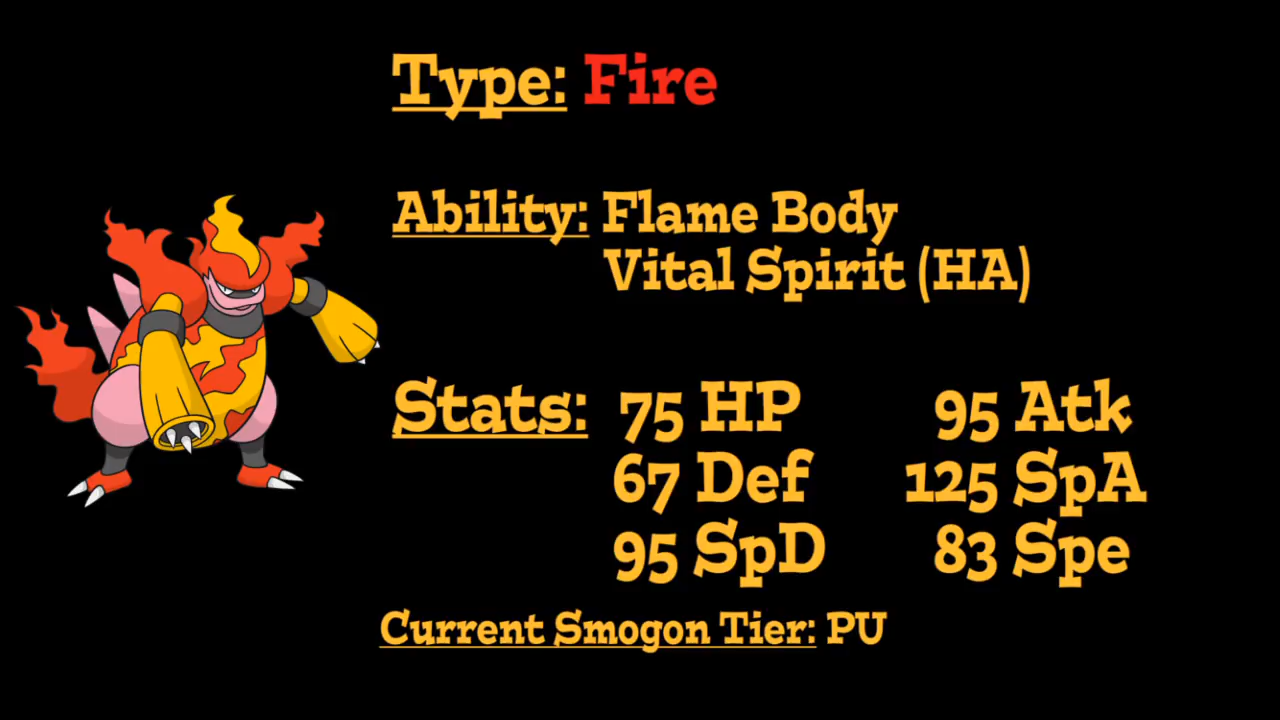 Type: Fire
Ability: Flame Body
Vital Spirit (HA)
Stats: 75 HP 95 Atk
67 Def 125 SpA
95 SpD 83 Spe
Current Smogon Tier: PU